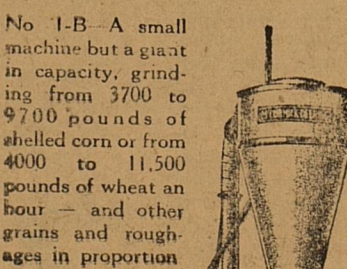 No 1-B A small
machine but a giant
in capacity, grind-
ing from 3700 to
9700 pounds of
shelled corn or from
4000 to 11,500
pounds of wheat an
hour — and other
grains and rough-
ages in proportion